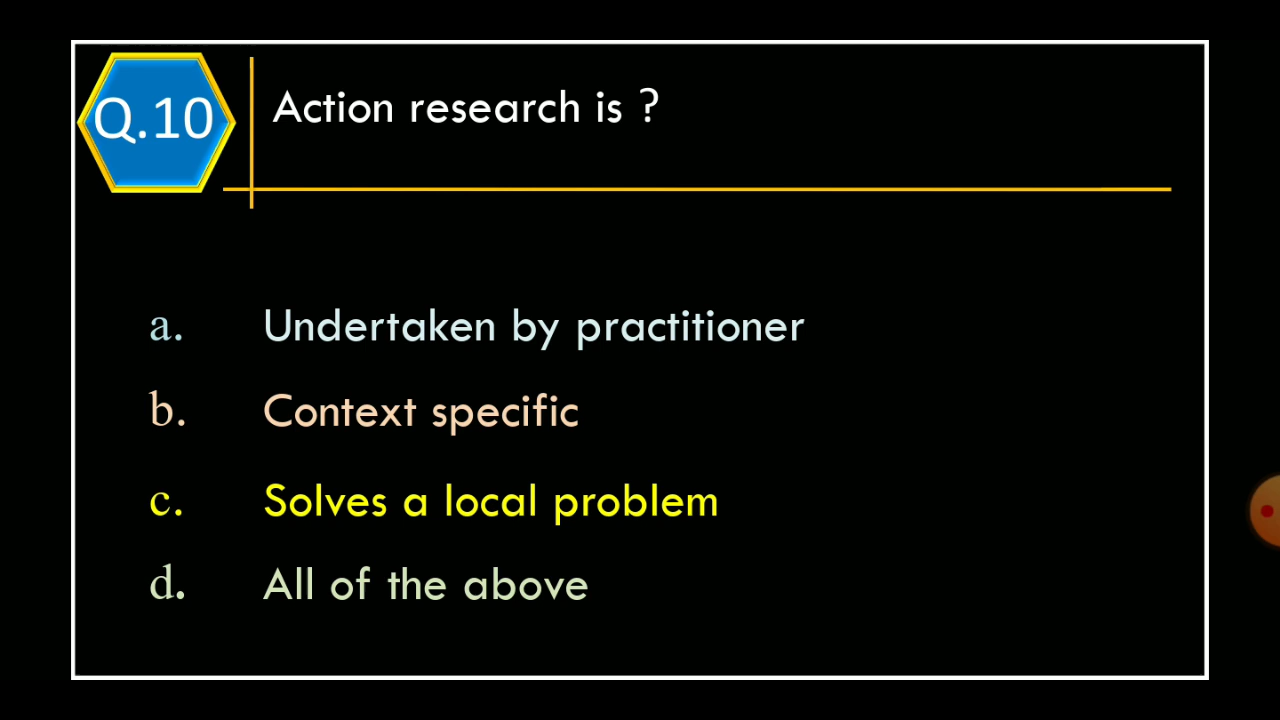 Q.10 Action research is ?
a. Undertaken by practitioner
b. Context specific
c. Solves a local problem
d. All of the above